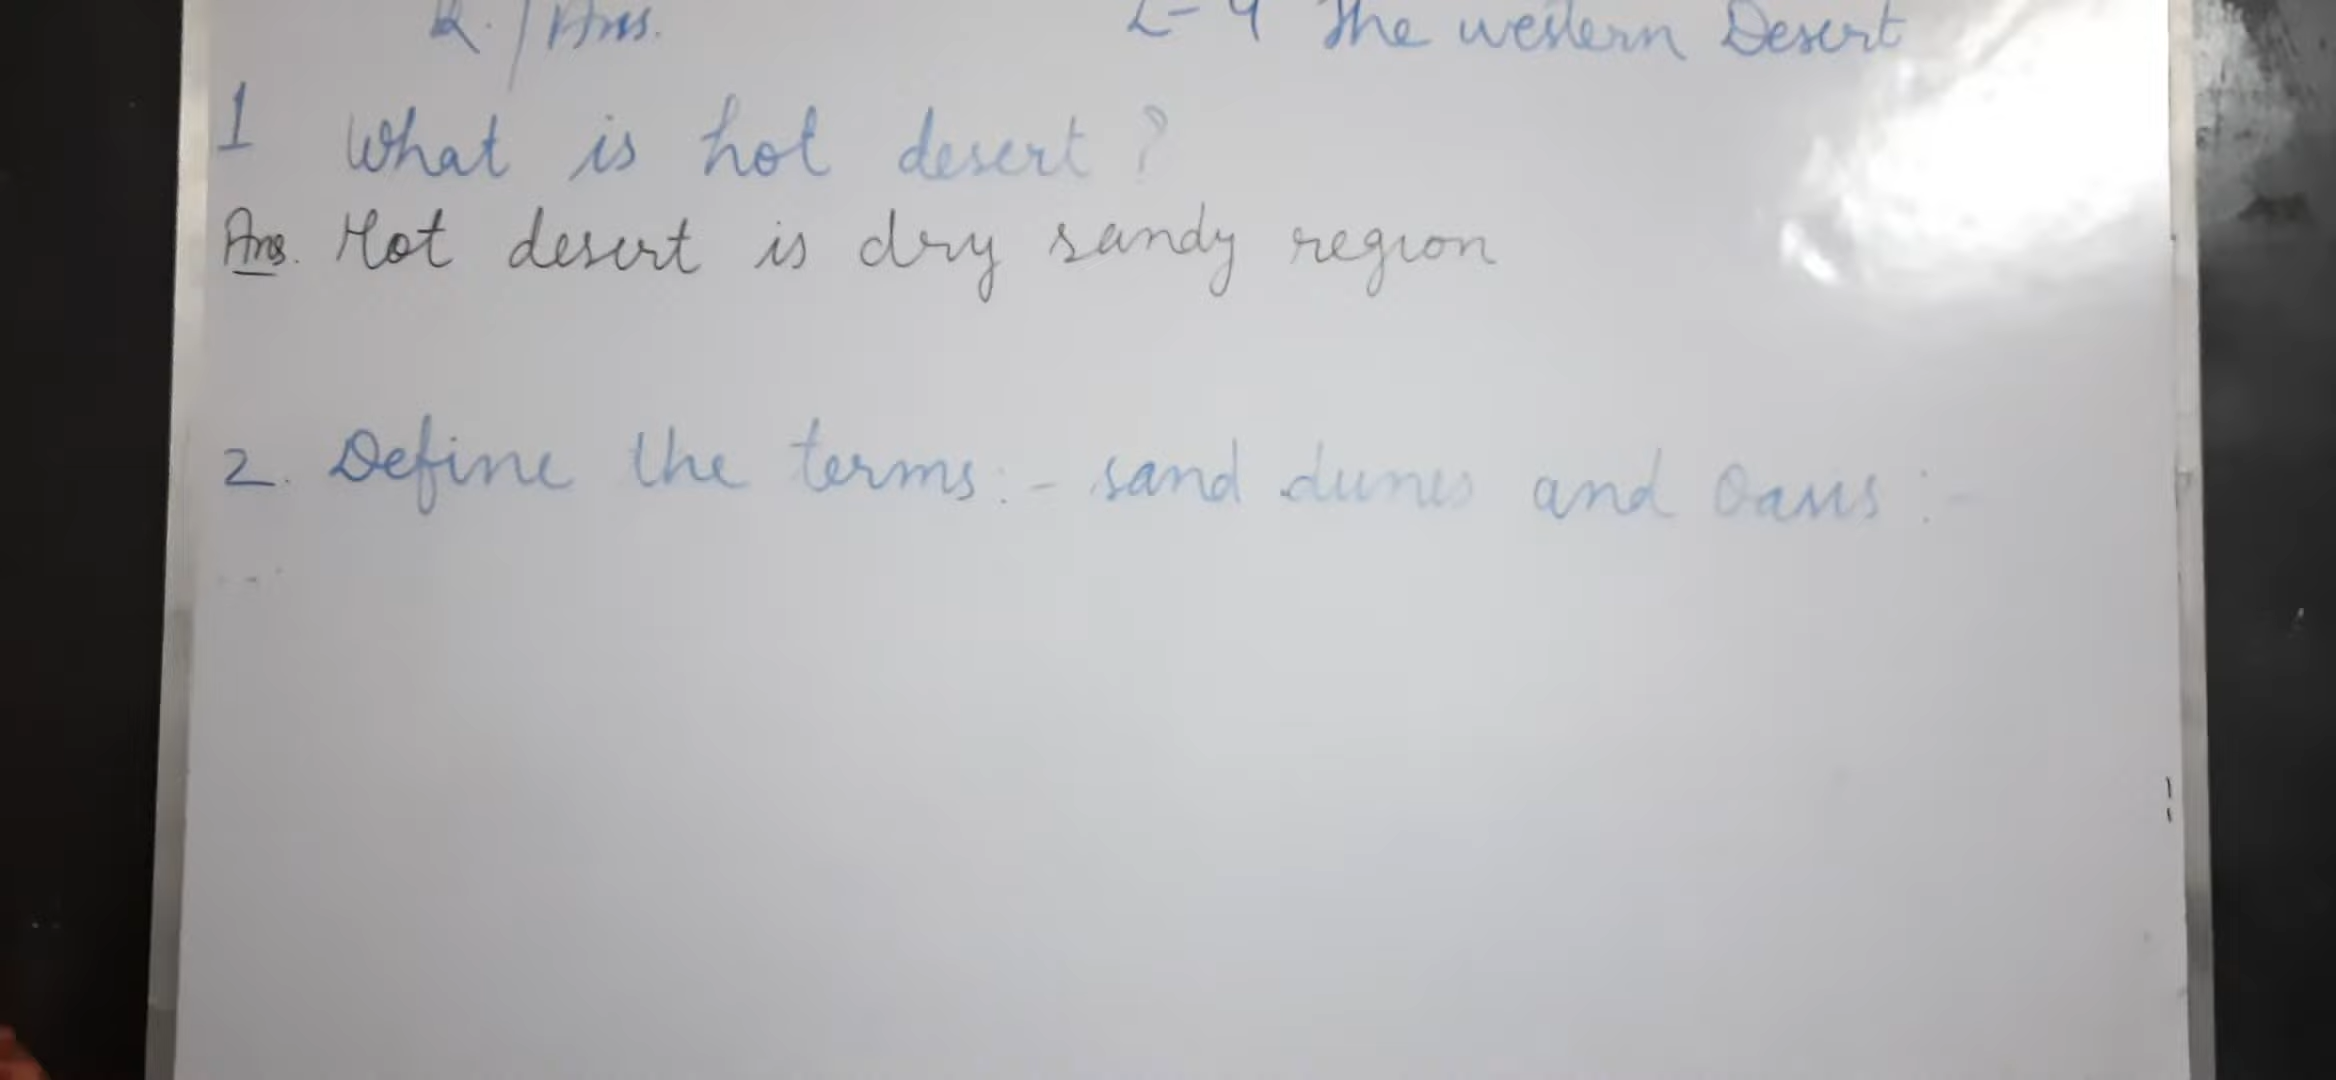 Q./Ans. L-4 The western Desert
1 What is hot desert ?
Ans. Hot desert is dry sandy region
2. Define the terms :- sand dunes and Oasis :-